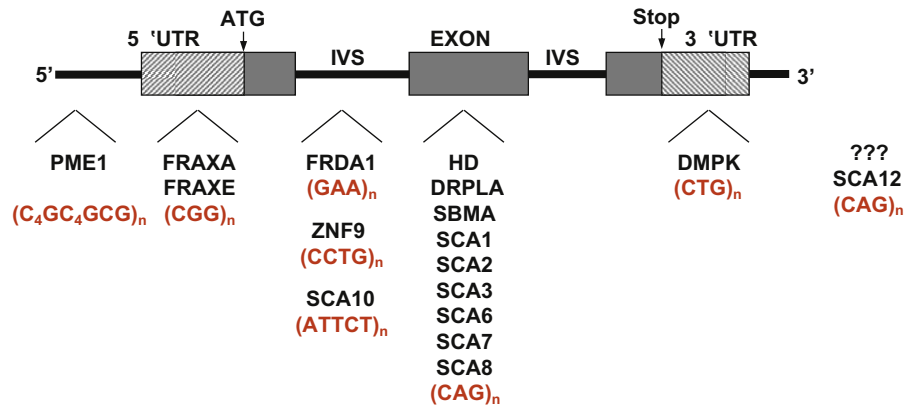 ATG
Stop
5 ‛UTR
EXON
3 ‛UTR
5’
IVS
IVS
3’
PME1
(C₄GC₄GCG)ₙ
FRAXA
FRAXE
(CGG)ₙ
FRDA1
(GAA)ₙ
ZNF9
(CCTG)ₙ
SCA10
(ATTCT)ₙ
HD
DRPLA
SBMA
SCA1
SCA2
SCA3
SCA6
SCA7
SCA8
(CAG)ₙ
DMPK
(CTG)ₙ
???
SCA12
(CAG)ₙ